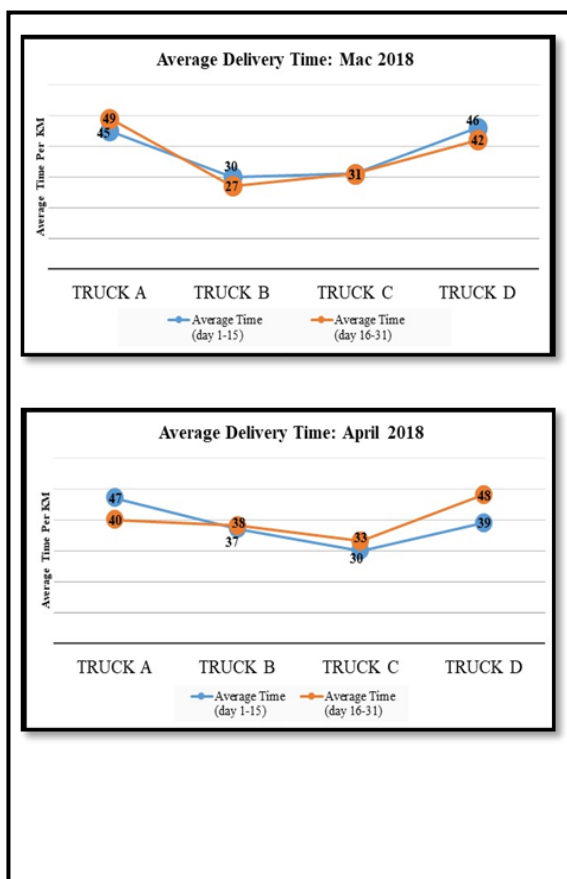 Average Delivery Time: Mac 2018
Average Time Per KM
49
45
30
27
31
46
42
TRUCK A TRUCK B TRUCK C TRUCK D
Average Time
(day 1-15)
Average Time
(day 16-31)
Average Delivery Time: April 2018
Average Time Per KM
47
40
38
37
33
30
48
39
TRUCK A TRUCK B TRUCK C TRUCK D
Average Time
(day 1-15)
Average Time
(day 16-31)